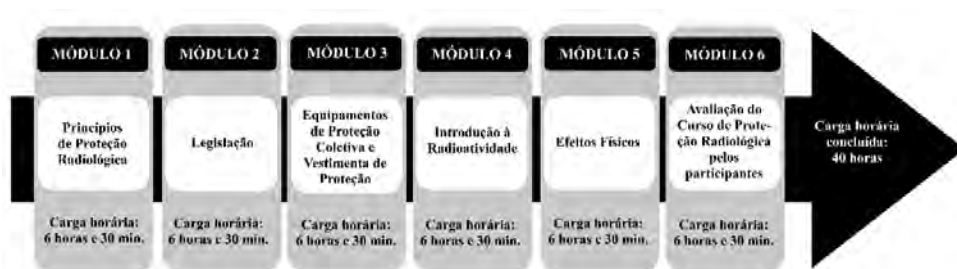 MÓDULO 1
Princípios
de Proteção
Radiológica
Carga horária:
6 horas e 30 min.
MÓDULO 2
Legislação
Carga horária:
6 horas e 30 min.
MÓDULO 3
Equipamentos
de Proteção
Coletiva e
Vestimenta de
Proteção
Carga horária:
6 horas e 30 min.
MÓDULO 4
Introdução à
Radioatividade
Carga horária:
6 horas e 30 min.
MÓDULO 5
Efeitos Físicos
Carga horária:
6 horas e 30 min.
MÓDULO 6
Avaliação do
Curso de Prote-
ção Radiológica
pelos
participantes
Carga horária:
6 horas e 30 min.
Carga horária
concluída:
40 horas